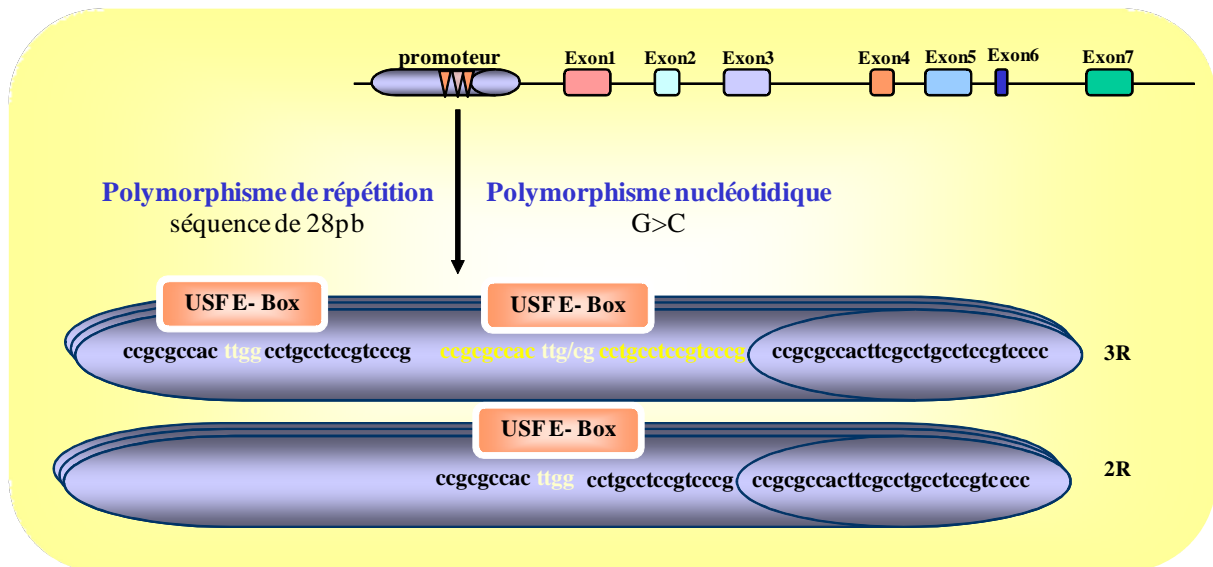 promoteur
Exon1 Exon2 Exon3 Exon4 Exon5 Exon6 Exon7
Polymorphisme de répétition
séquence de 28pb
Polymorphisme nucléotidique
G>C
USF E- Box USF E- Box
ccgcgccac ttgg cctgcctccgtcccg ccgcgccac ttg/cg cctgcctccgtcccg ccgcgccacttcgcctgcctccgtcccc 3R
USF E- Box
ccgcgccac ttgg cctgcctccgtcccg ccgcgccacttcgcctgcctccgtcccc 2R